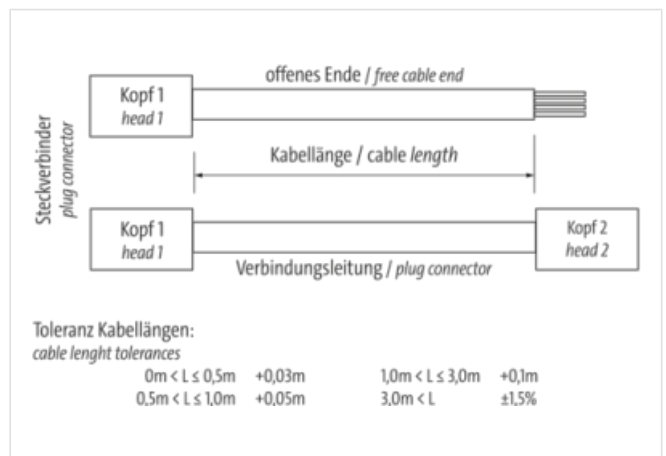 offenes Ende / free cable end
Kopf 1
head 1
Steckverbinder
plug connector
Kabellänge / cable length
Kopf 1
head 1
Kopf 2
head 2
Verbindungsleitung / plug connector
Toleranz Kabellängen:
cable lenght tolerances
0m < L ≤ 0,5m +0,03m 1,0m < L ≤ 3,0m +0,1m
0,5m < L ≤ 1,0m +0,05m 3,0m < L ±1,5%